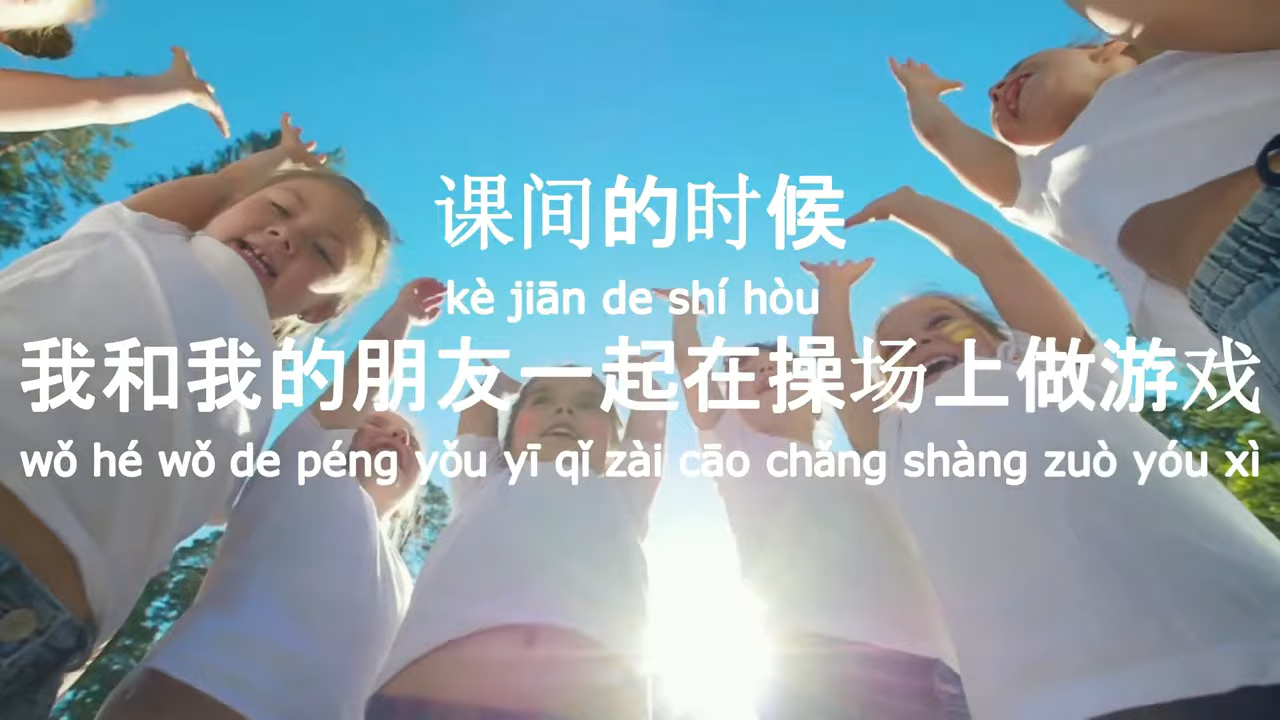 课间的时候
kè jiān de shí hòu
我和我的朋友一起在操场上做游戏
wǒ hé wǒ de péng yǒu yī qǐ zài cāo chǎng shàng zuò yóu xì